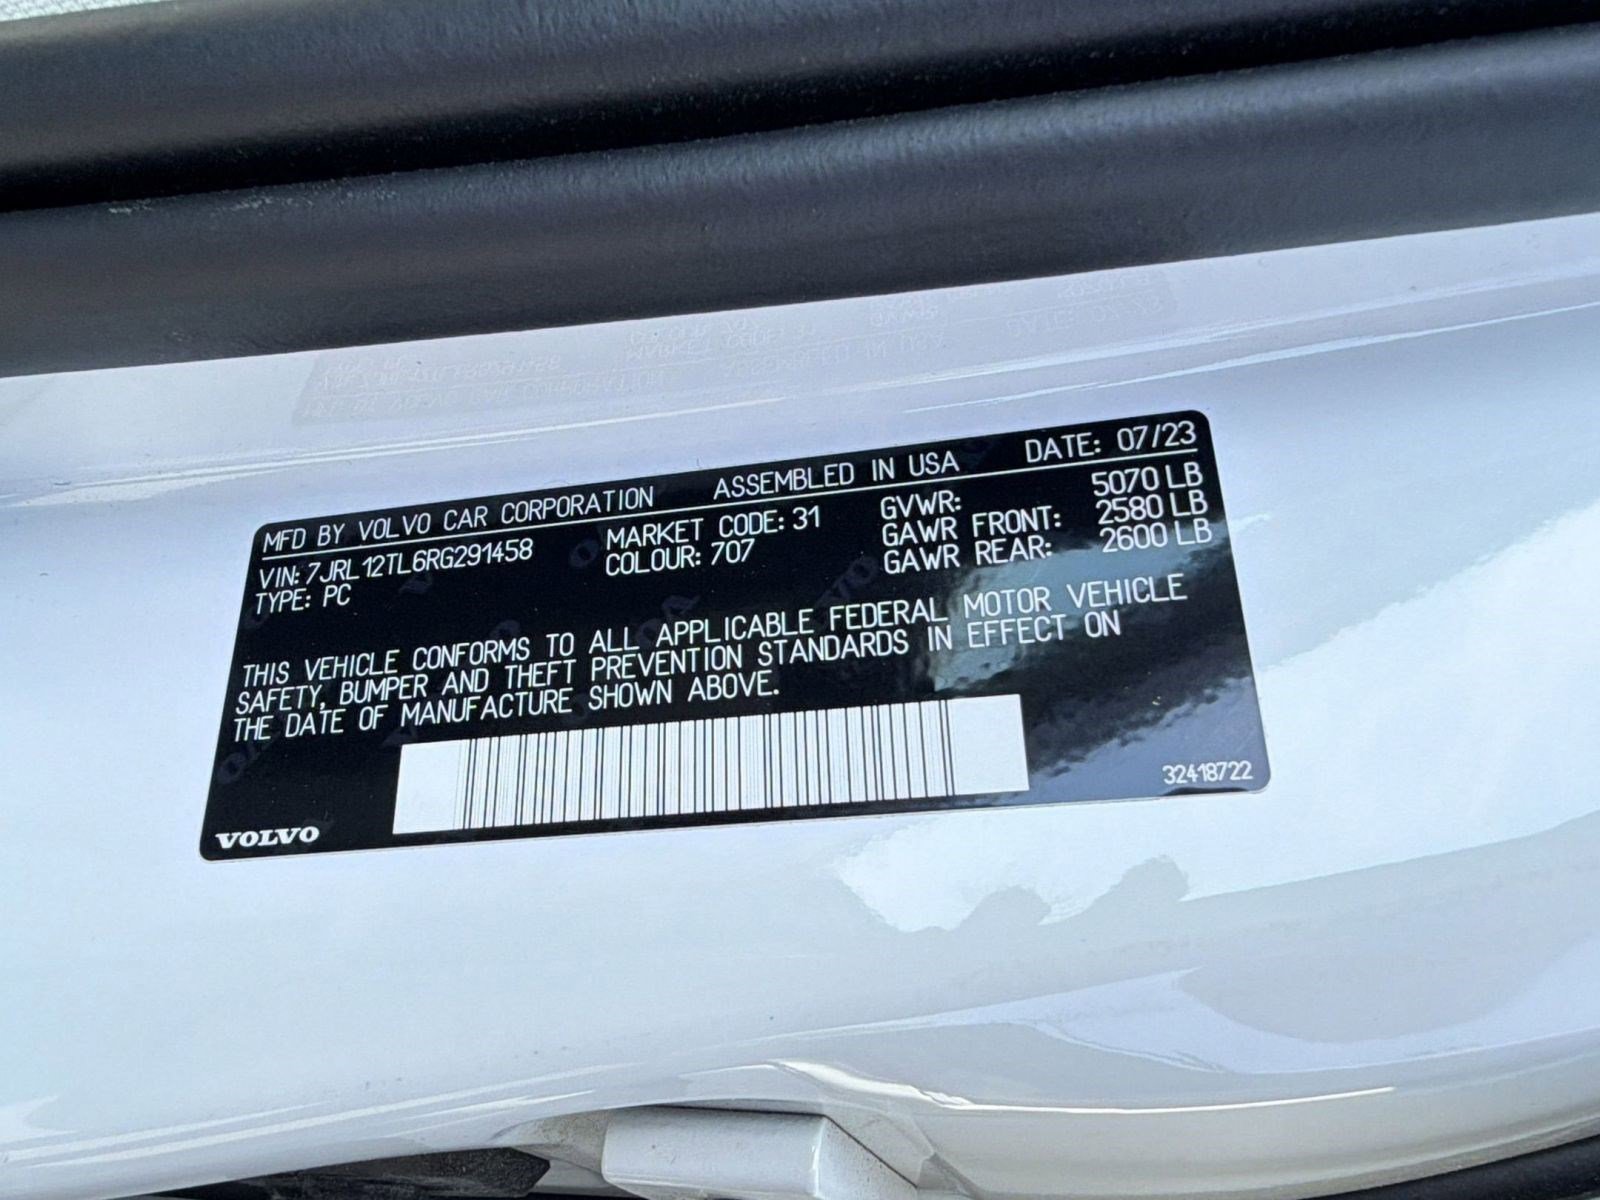 MFD BY VOLVO CAR CORPORATION ASSEMBLED IN USA DATE: 07/23
VIN: 7JRL12TL6RG291458 MARKET CODE: 31 GVWR: 5070 LB
TYPE: PC COLOUR: 707 GAWR FRONT: 2580 LB
GAWR REAR: 2600 LB
THIS VEHICLE CONFORMS TO ALL APPLICABLE FEDERAL MOTOR VEHICLE
SAFETY, BUMPER AND THEFT PREVENTION STANDARDS IN EFFECT ON
THE DATE OF MANUFACTURE SHOWN ABOVE.
32418722
VOLVO